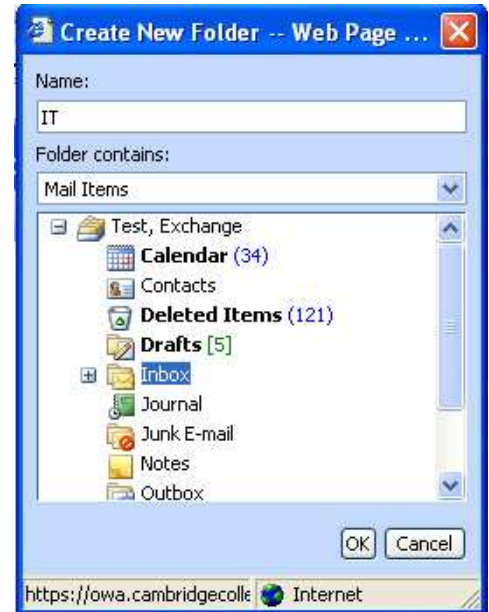 Create New Folder -- Web Page ...
Name:
IT
Folder contains:
Mail Items
Test, Exchange
Calendar (34)
Contacts
Deleted Items (121)
Drafts [5]
Inbox
Journal
Junk E-mail
Notes
Outbox
OK Cancel
https://owa.cambridgecolle Internet